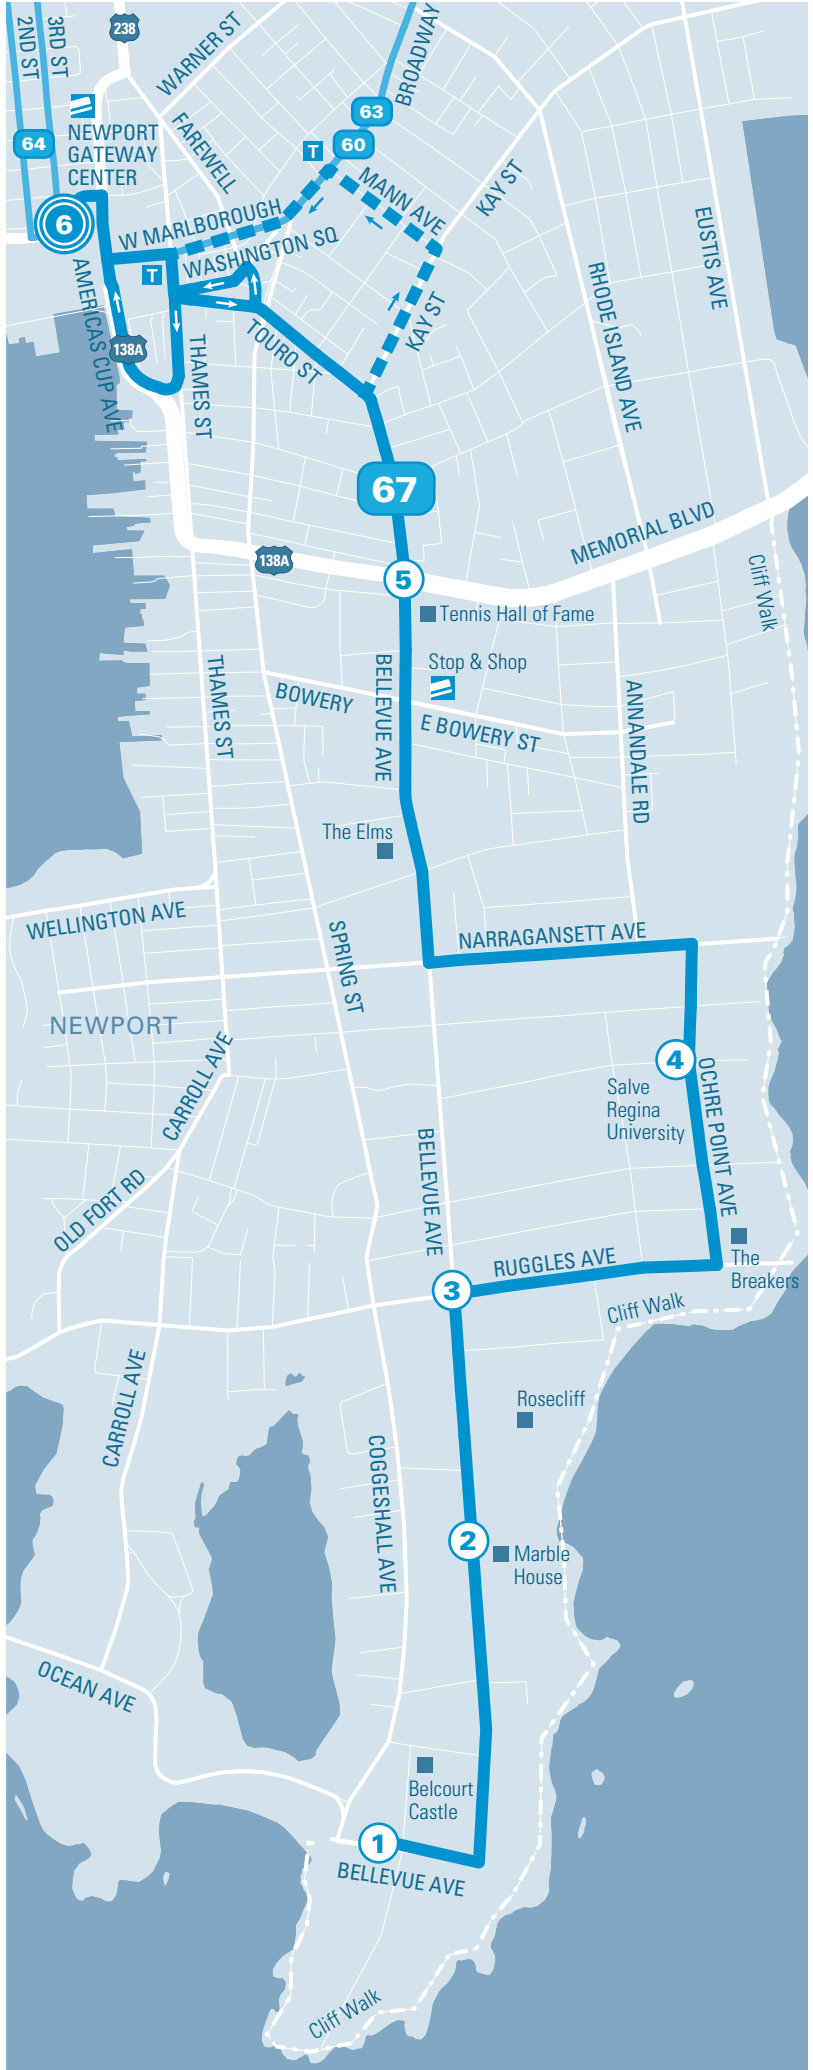 238
2ND ST
3RD ST
WARNER ST
BROADWAY
63
60
64
NEWPORT
GATEWAY
CENTER
FAREWELL
T
MANN AVE
KAY ST
6
W MARLBOROUGH
WASHINGTON SQ
T
EUSTIS AVE
RHODE ISLAND AVE
AMERICAS CUP AVE
138A
THAMES ST
TOURO ST
KAY ST
67
MEMORIAL BLVD
138A
5
Cliff Walk
Tennis Hall of Fame
Stop & Shop
THAMES ST
BOWERY
BELLEVUE AVE
E BOWERY ST
ANNANDALE RD
The Elms
WELLINGTON AVE
SPRING ST
NARRAGANSETT AVE
NEWPORT
CARROLL AVE
4
Salve
Regina
University
OCHRE POINT AVE
BELLEVUE AVE
OLD FORT RD
RUGGLES AVE
The
Breakers
3
Cliff Walk
CARROLL AVE
Rosecliff
COGGESHALL AVE
2
Marble
House
OCEAN AVE
Belcourt
Castle
1
BELLEVUE AVE
Cliff Walk